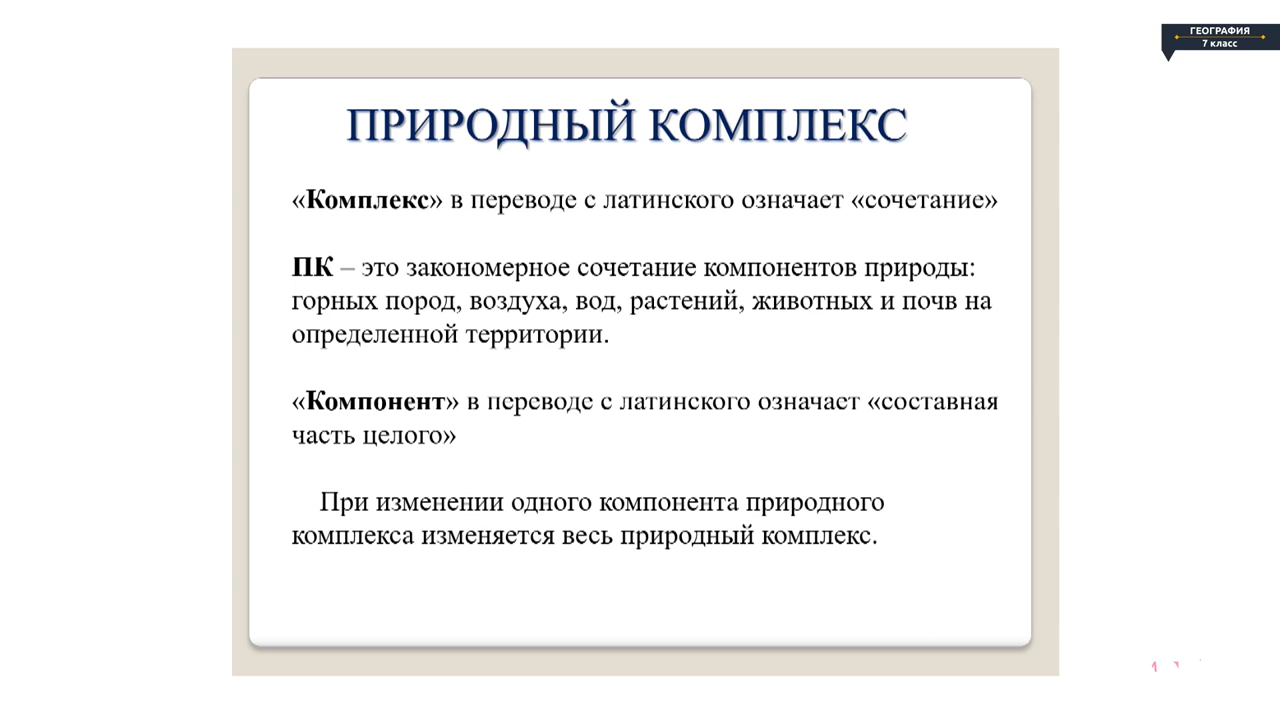 ГЕОГРАФИЯ
7 класс
ПРИРОДНЫЙ КОМПЛЕКС
«Комплекс» в переводе с латинского означает «сочетание»
ПК – это закономерное сочетание компонентов природы:
горных пород, воздуха, вод, растений, животных и почв на
определенной территории.
«Компонент» в переводе с латинского означает «составная
часть целого»
При изменении одного компонента природного
комплекса изменяется весь природный комплекс.